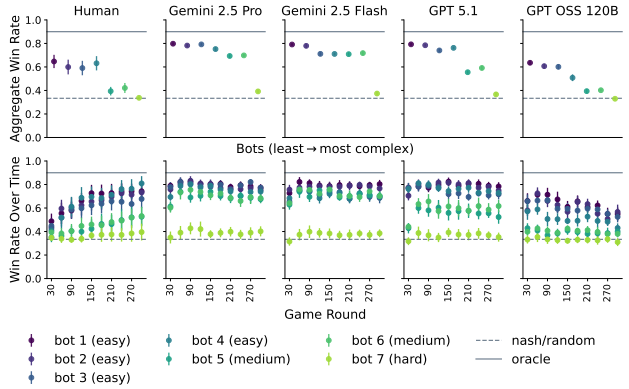 Human
Gemini 2.5 Pro
Gemini 2.5 Flash
GPT 5.1
GPT OSS 120B
Aggregate Win Rate
1.0
0.8
0.6
0.4
0.2
0.0
Bots (least→most complex)
Win Rate Over Time
1.0
0.8
0.6
0.4
0.2
0.0
30 90 150 210 270
30 90 150 210 270
30 90 150 210 270
30 90 150 210 270
30 90 150 210 270
Game Round
bot 1 (easy)
bot 2 (easy)
bot 3 (easy)
bot 4 (easy)
bot 5 (medium)
bot 6 (medium)
bot 7 (hard)
nash/random
oracle